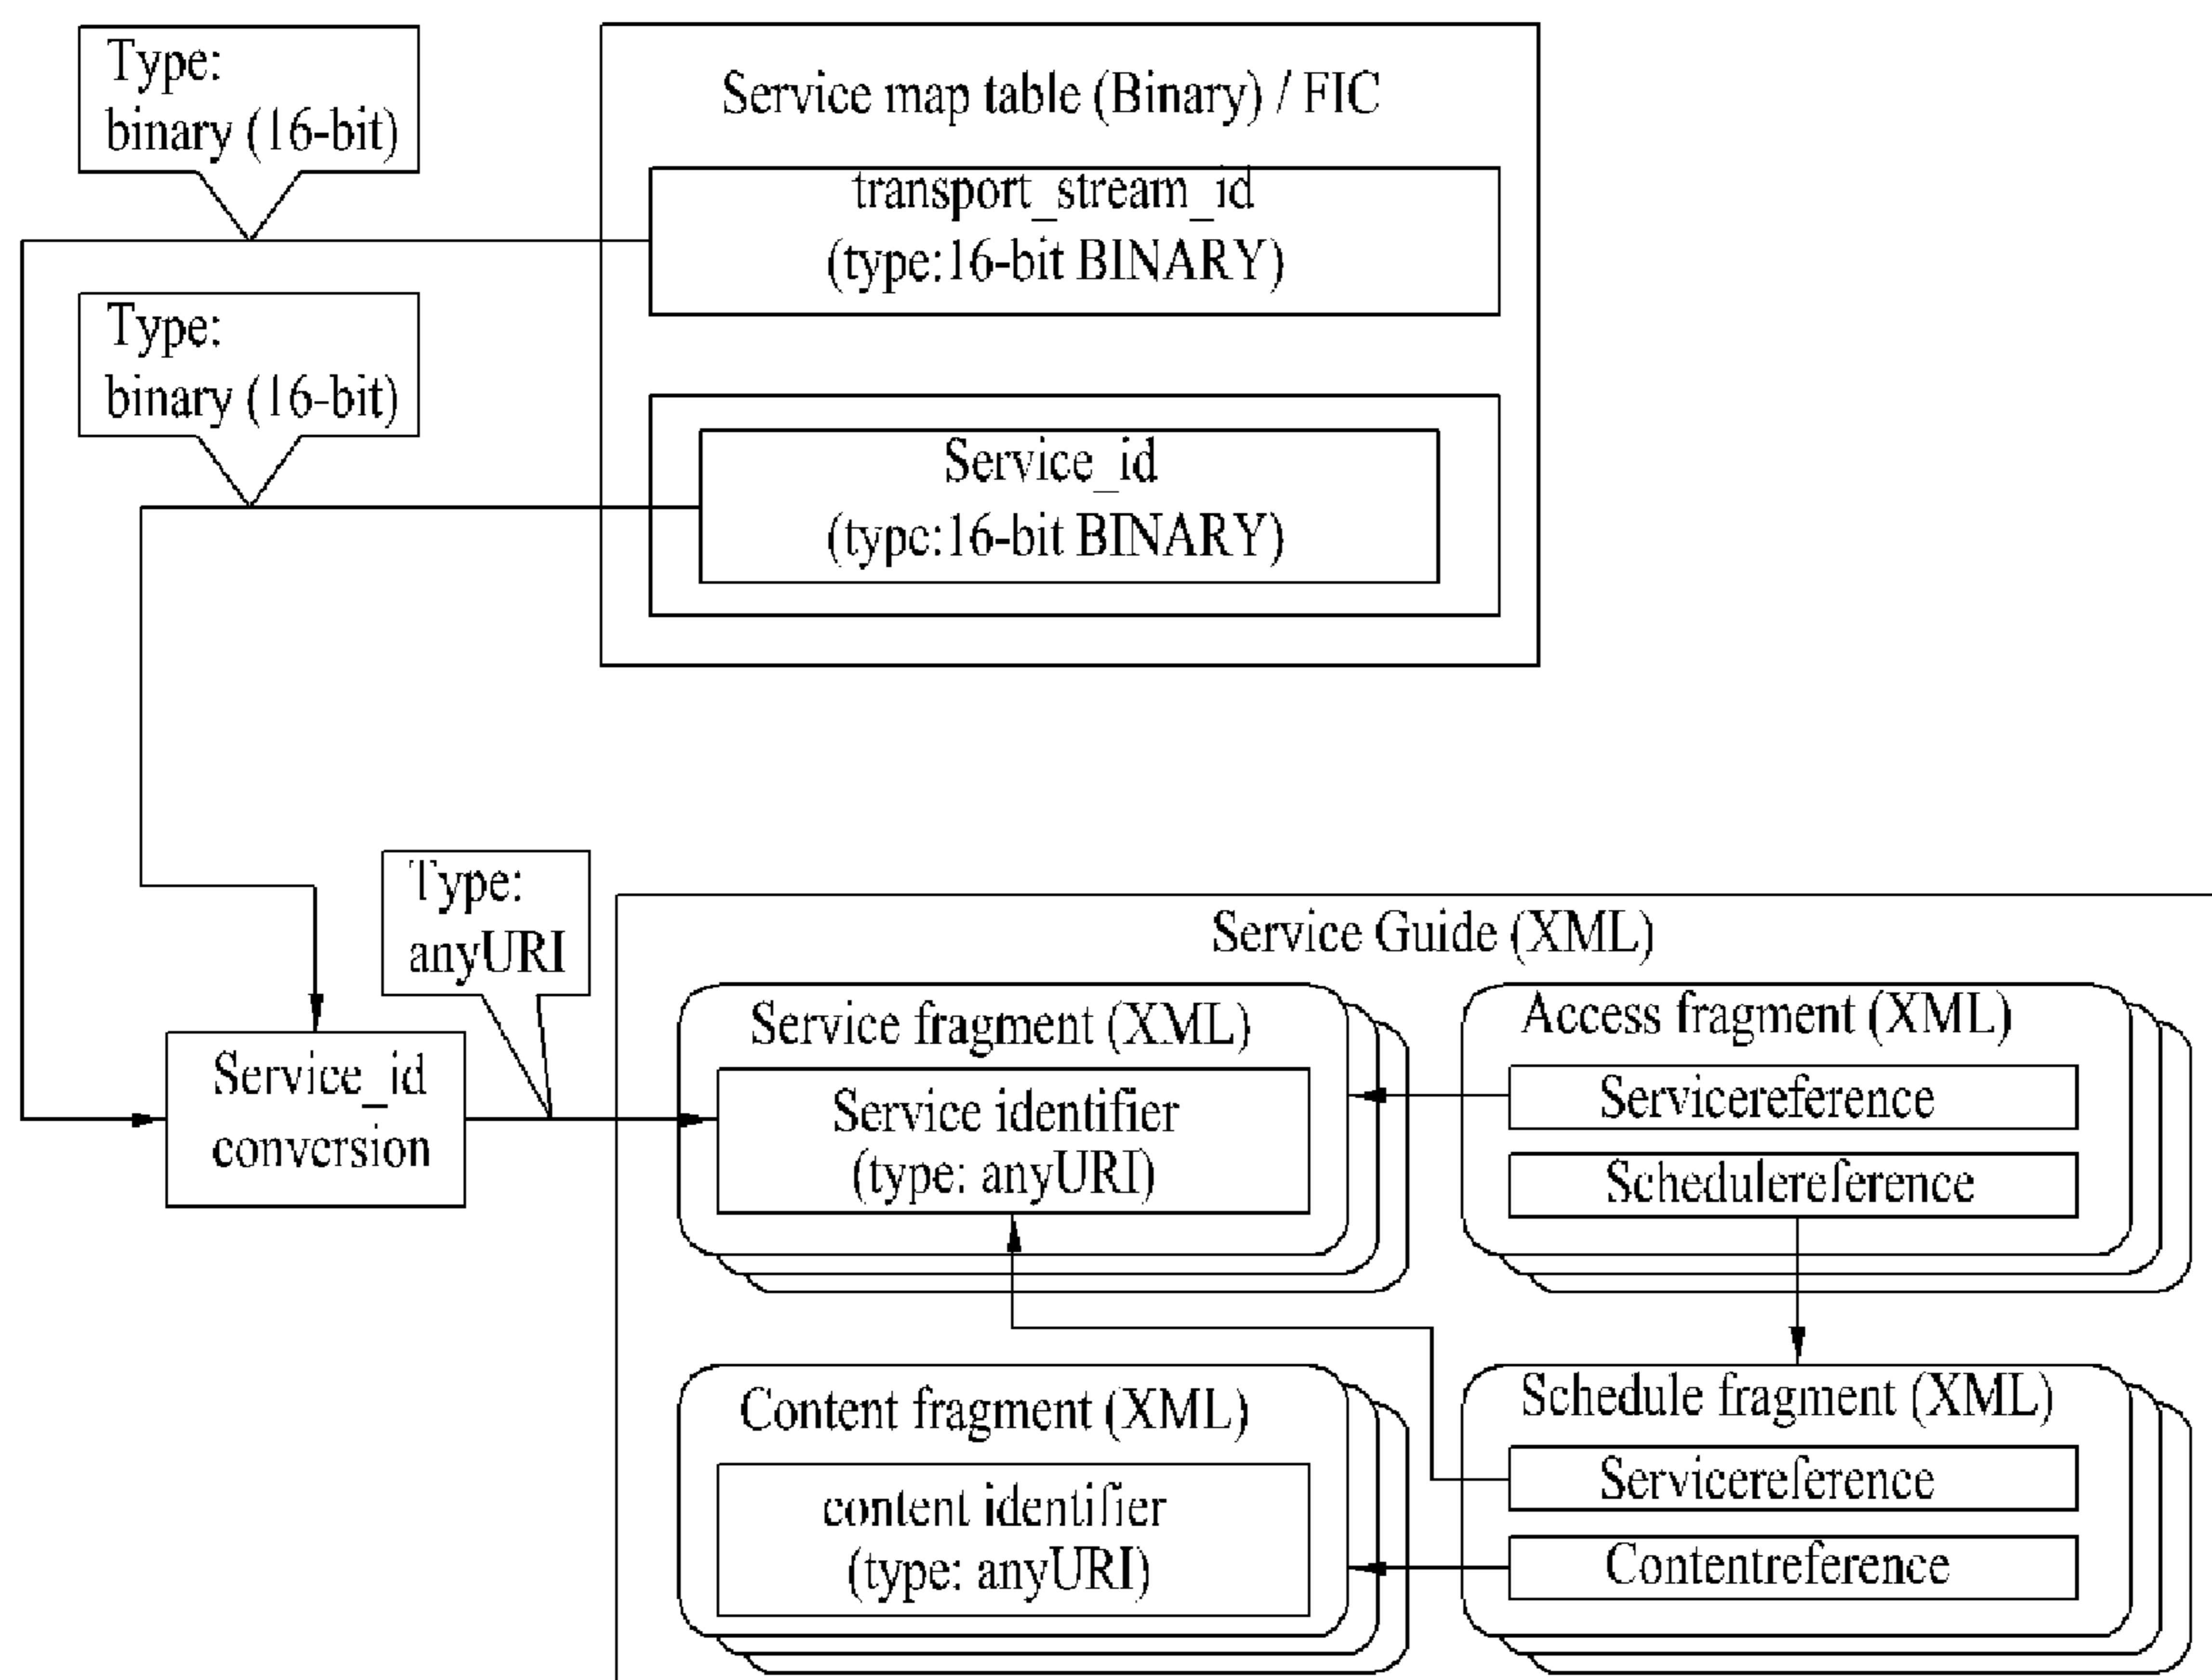 Type:
binary (16-bit)
Service map table (Binary) / FIC
transport_stream_id
(type:16-bit BINARY)
Type:
binary (16-bit)
Service_id
(type:16-bit BINARY)
Type:
anyURI
Service_id
conversion
Service Guide (XML)
Service fragment (XML)
Service identifier
(type: anyURI)
Access fragment (XML)
Servicereference
Schedulereference
Content fragment (XML)
content identifier
(type: anyURI)
Schedule fragment (XML)
Servicereference
Contentreference